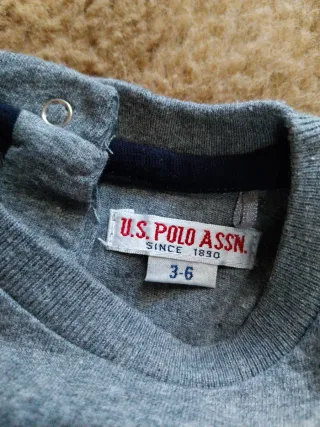 U.S. POLO ASSN.
SINCE 1890
3-6